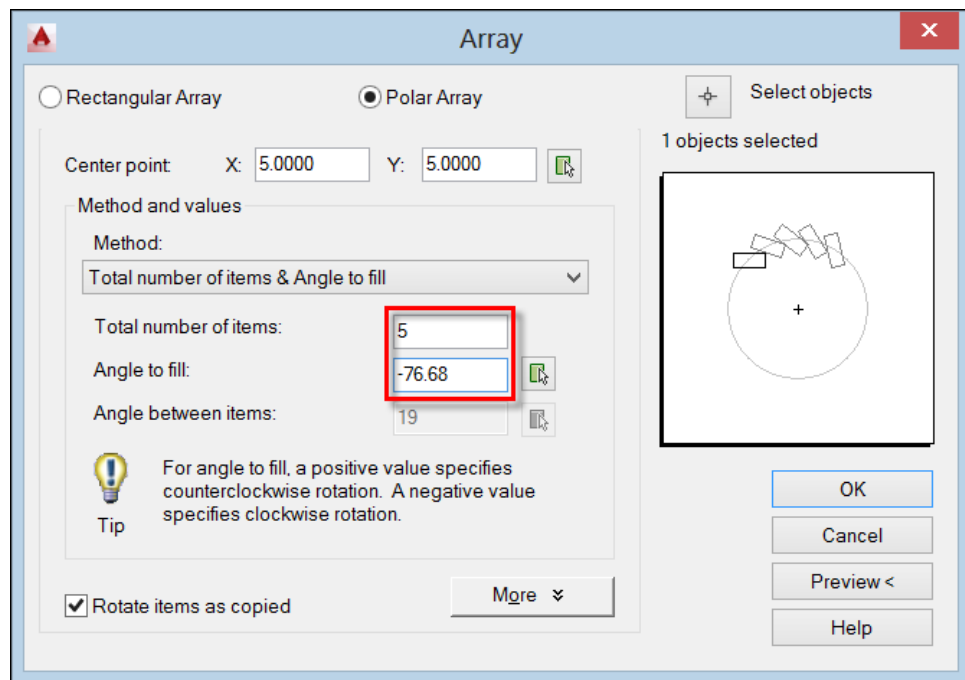 Array
Rectangular Array
Polar Array
Select objects
1 objects selected
Center point: X: 5.0000 Y: 5.0000
Method and values
Method:
Total number of items & Angle to fill
Total number of items: 5
Angle to fill: -76.68
Angle between items: 19
For angle to fill, a positive value specifies
counterclockwise rotation. A negative value
specifies clockwise rotation.
Tip
Rotate items as copied
More
OK
Cancel
Preview <
Help